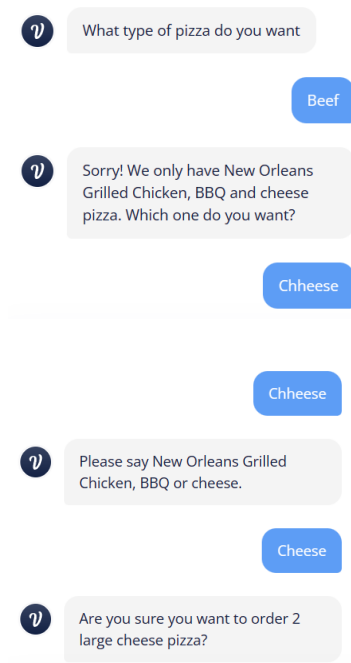 What type of pizza do you want
Beef
Sorry! We only have New Orleans
Grilled Chicken, BBQ and cheese
pizza. Which one do you want?
Chheese
Chheese
Please say New Orleans Grilled
Chicken, BBQ or cheese.
Cheese
Are you sure you want to order 2
large cheese pizza?